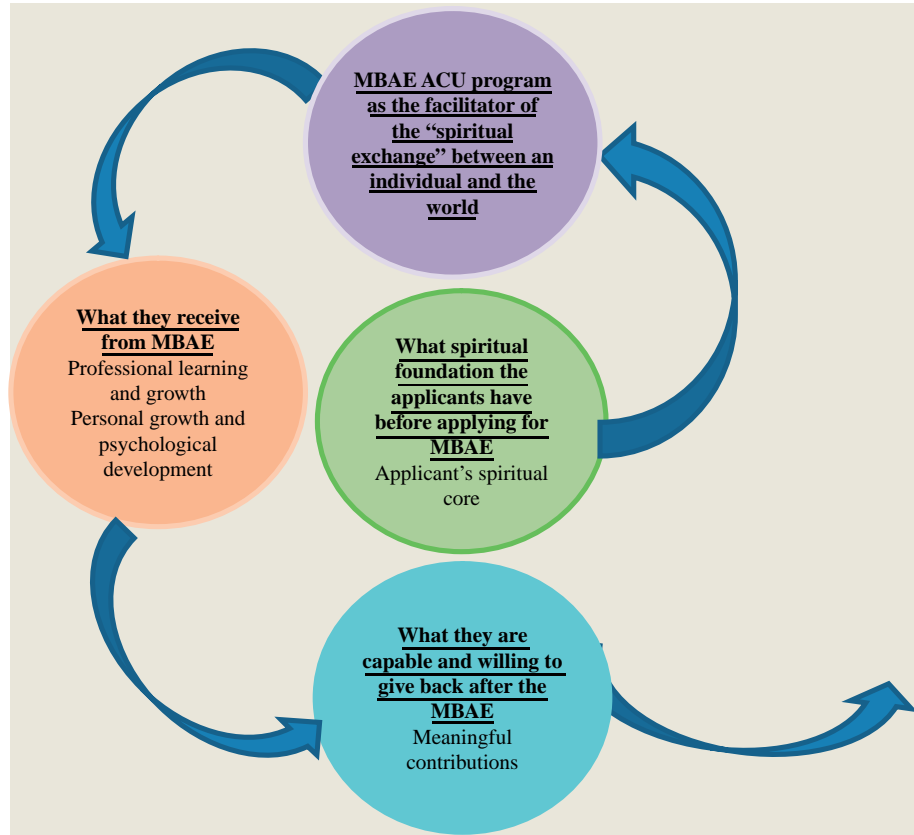 MBAE ACU program
as the facilitator of
the “spiritual
exchange” between an
individual and the
world
What they receive
from MBAE
Professional learning
and growth
Personal growth and
psychological
development
What spiritual
foundation the
applicants have
before applying for
MBAE
Applicant’s spiritual
core
What they are
capable and willing to
give back after the
MBAE
Meaningful
contributions